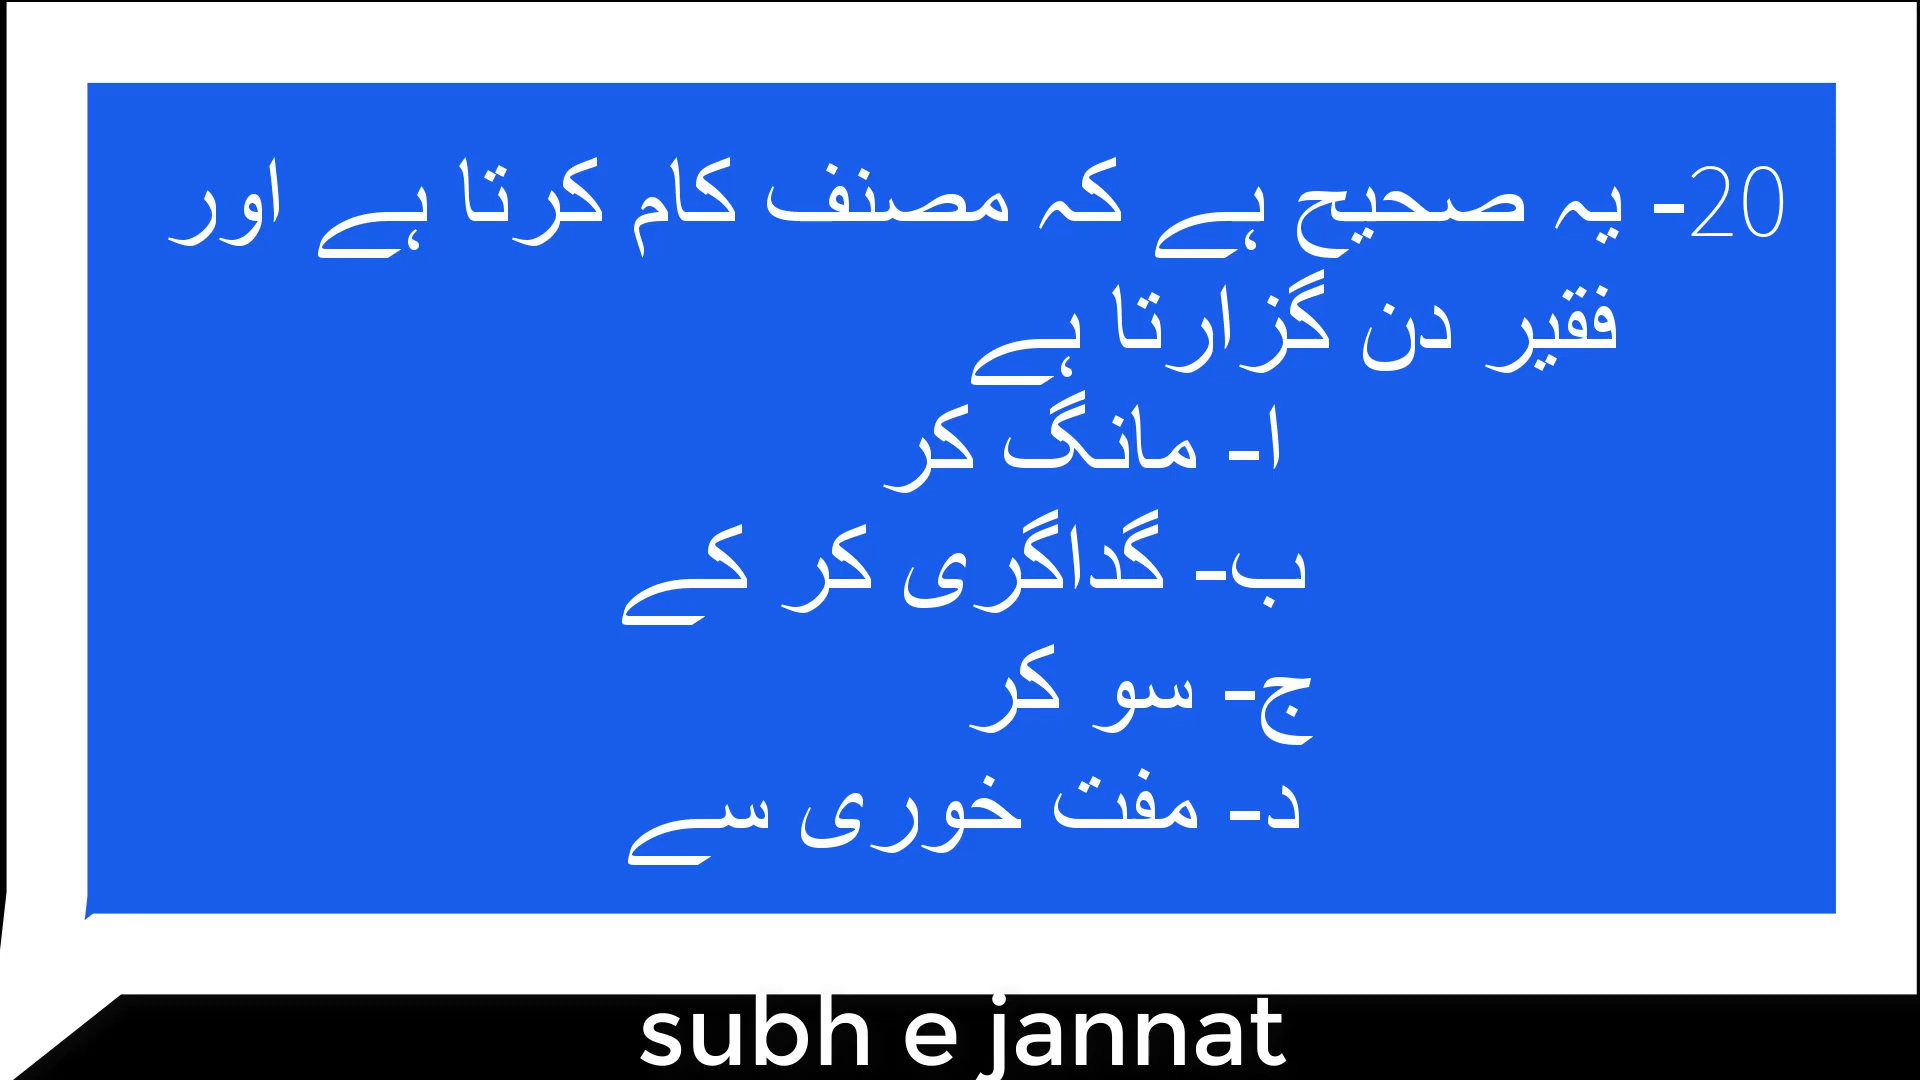 20- یہ صحیح ہے کہ مصنف کام کرتا ہے اور
فقیر دن گزارتا ہے
ا- مانگ کر
ب- گداگری کر کے
ج- سو کر
د- مفت خوری سے
subh e jannat